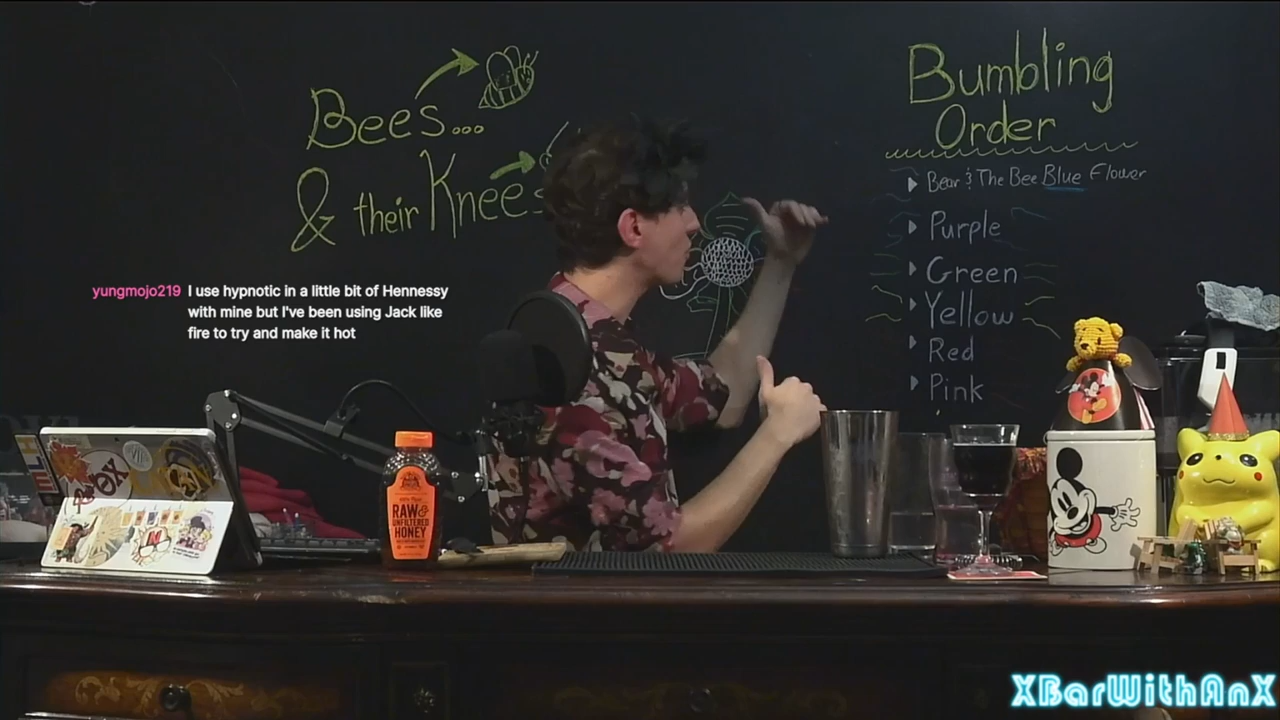 Bees...
& their Knees
Bumbling
Order
Bear & The Bee Blue Flower
Purple
Green
Yellow
Red
Pink
yungmojo219 I use hypnotic in a little bit of Hennessy
with mine but I've been using Jack like
fire to try and make it hot
RAW &
UNFILTERED
HONEY
XBarWithAnX